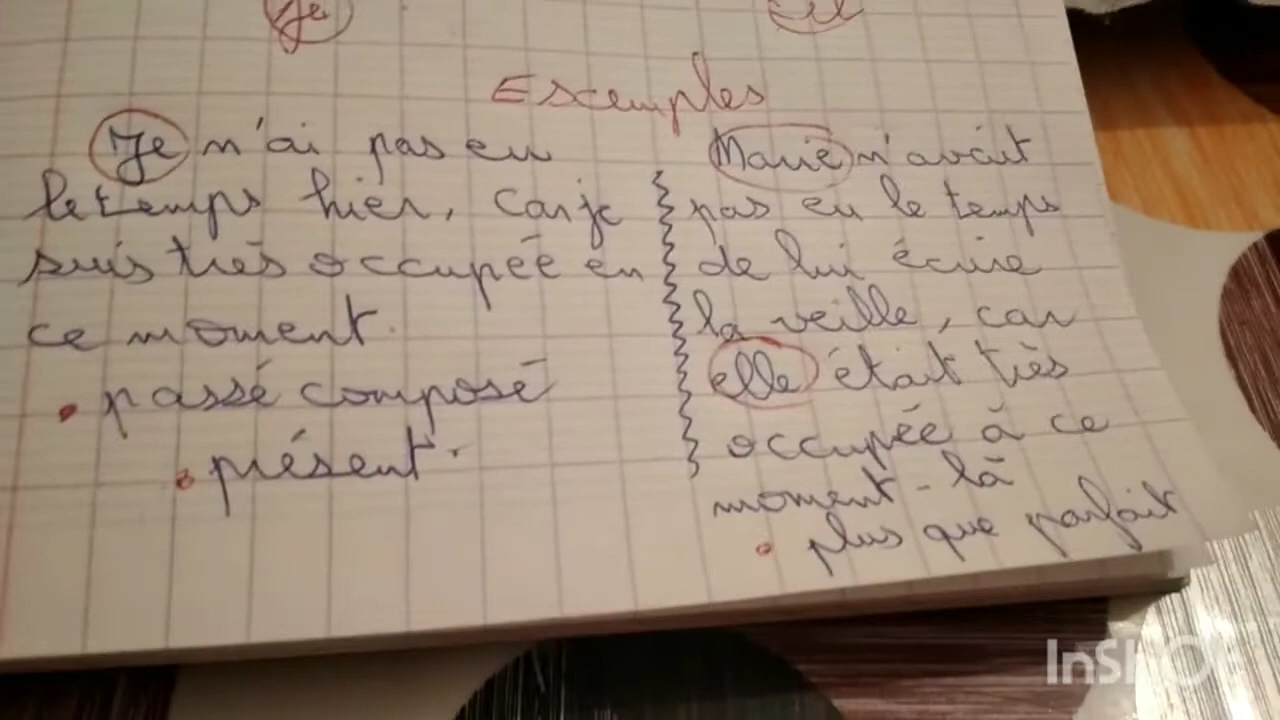 Je
Exemples
Je n'ai pas eu
le temps hier, car je
suis très occupée en
ce moment.
• passé composé
• présent.
Marie n'avait
pas eu le temps
de lui écrire
la veille, car
elle était très
occupée à ce
moment-là
• plus que parfait
InShO